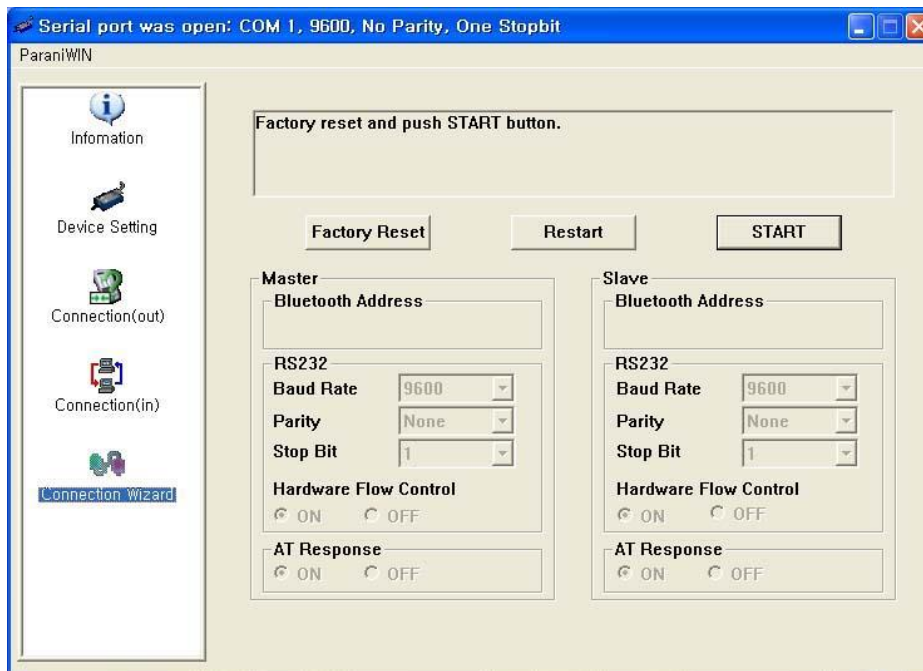 Serial port was open: COM 1, 9600, No Parity, One Stopbit
ParaniWIN
Infomation
Device Setting
Connection(out)
Connection(in)
Connection Wizard
Factory reset and push START button.
Factory Reset
Restart
START
Master
Bluetooth Address
RS232
Baud Rate 9600
Parity None
Stop Bit 1
Hardware Flow Control
ON OFF
AT Response
ON OFF
Slave
Bluetooth Address
RS232
Baud Rate 9600
Parity None
Stop Bit 1
Hardware Flow Control
ON OFF
AT Response
ON OFF